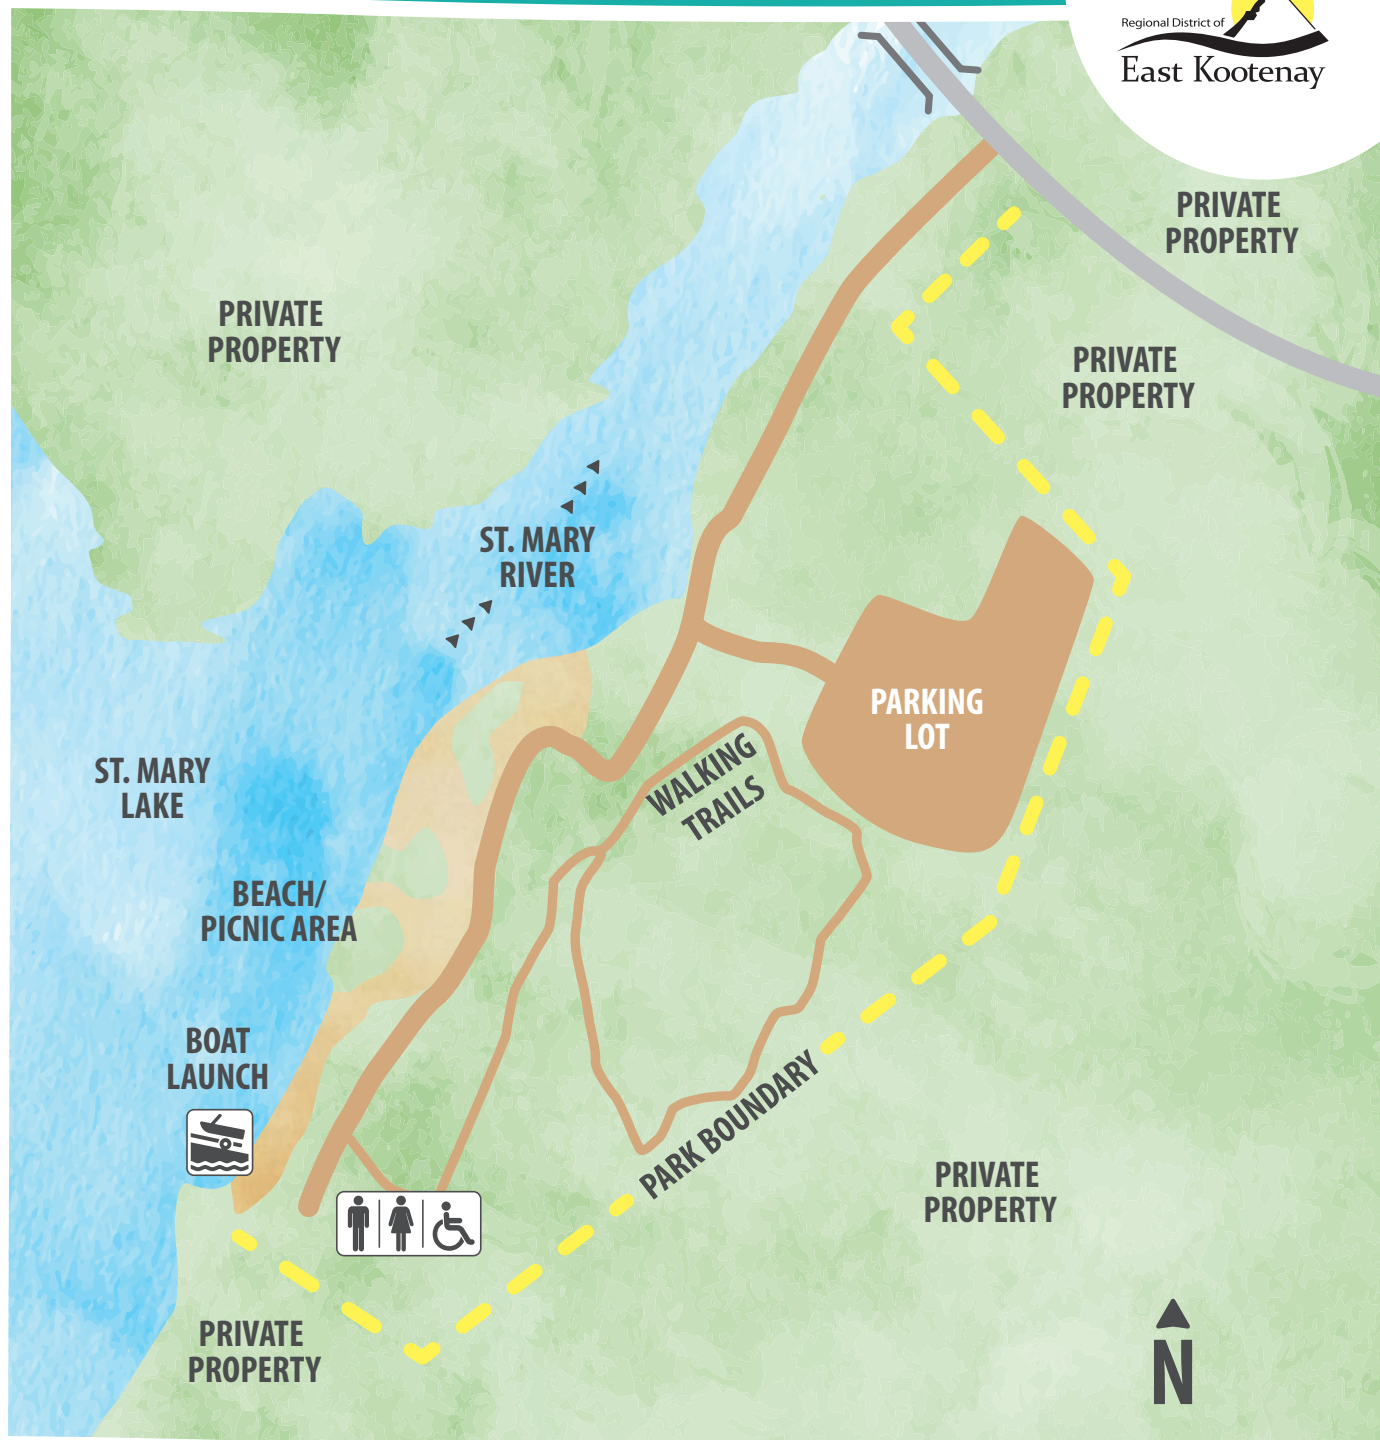 Regional District of
East Kootenay
PRIVATE
PROPERTY
PRIVATE
PROPERTY
PRIVATE
PROPERTY
ST. MARY
RIVER
PARKING
LOT
WALKING
TRAILS
ST. MARY
LAKE
BEACH/
PICNIC AREA
BOAT
LAUNCH
PARK BOUNDARY
PRIVATE
PROPERTY
PRIVATE
PROPERTY
N